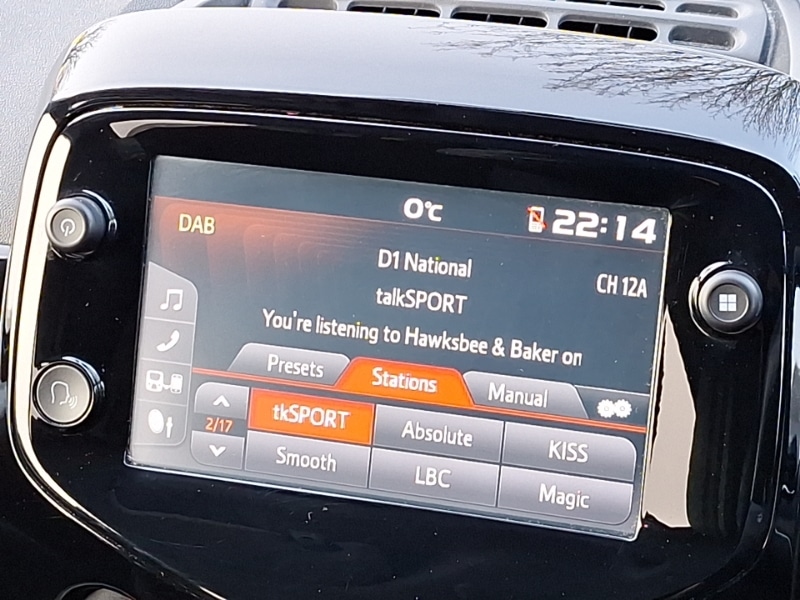 0°C 22:14
DAB
D1 National
CH 12A
talkSPORT
You're listening to Hawksbee & Baker on
Presets Stations Manual
2/17
tkSPORT Absolute KISS
Smooth LBC Magic